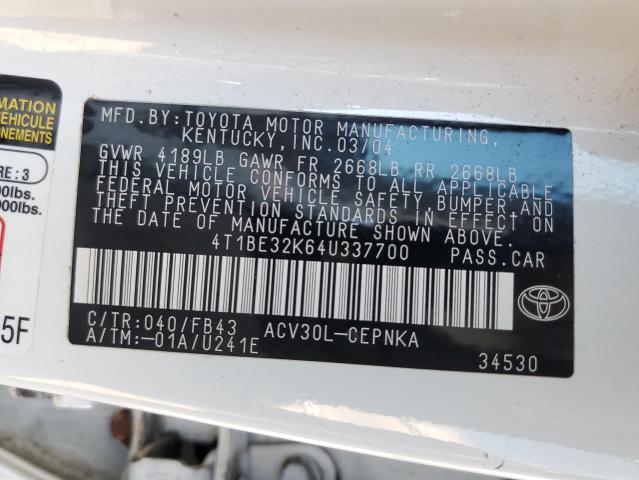 MATION
VEHICULE
GNEMENTS
RE: 3
00lbs.
000lbs.
5F
MFD. BY: TOYOTA MOTOR MANUFACTURING,
KENTUCKY, INC. 03/04
GVWR 4189LB GAWR FR 2668LB RR 2668LB
THIS VEHICLE CONFORMS TO ALL APPLICABLE
FEDERAL MOTOR VEHICLE SAFETY, BUMPER, AND
THEFT PREVENTION STANDARDS IN EFFECT ON
THE DATE OF MANUFACTURE SHOWN ABOVE.
4T1BE32K64U337700 PASS. CAR
C/TR: 040/FB43 ACV30L-CEPNKA
A/TM:-01A/U241E
34530